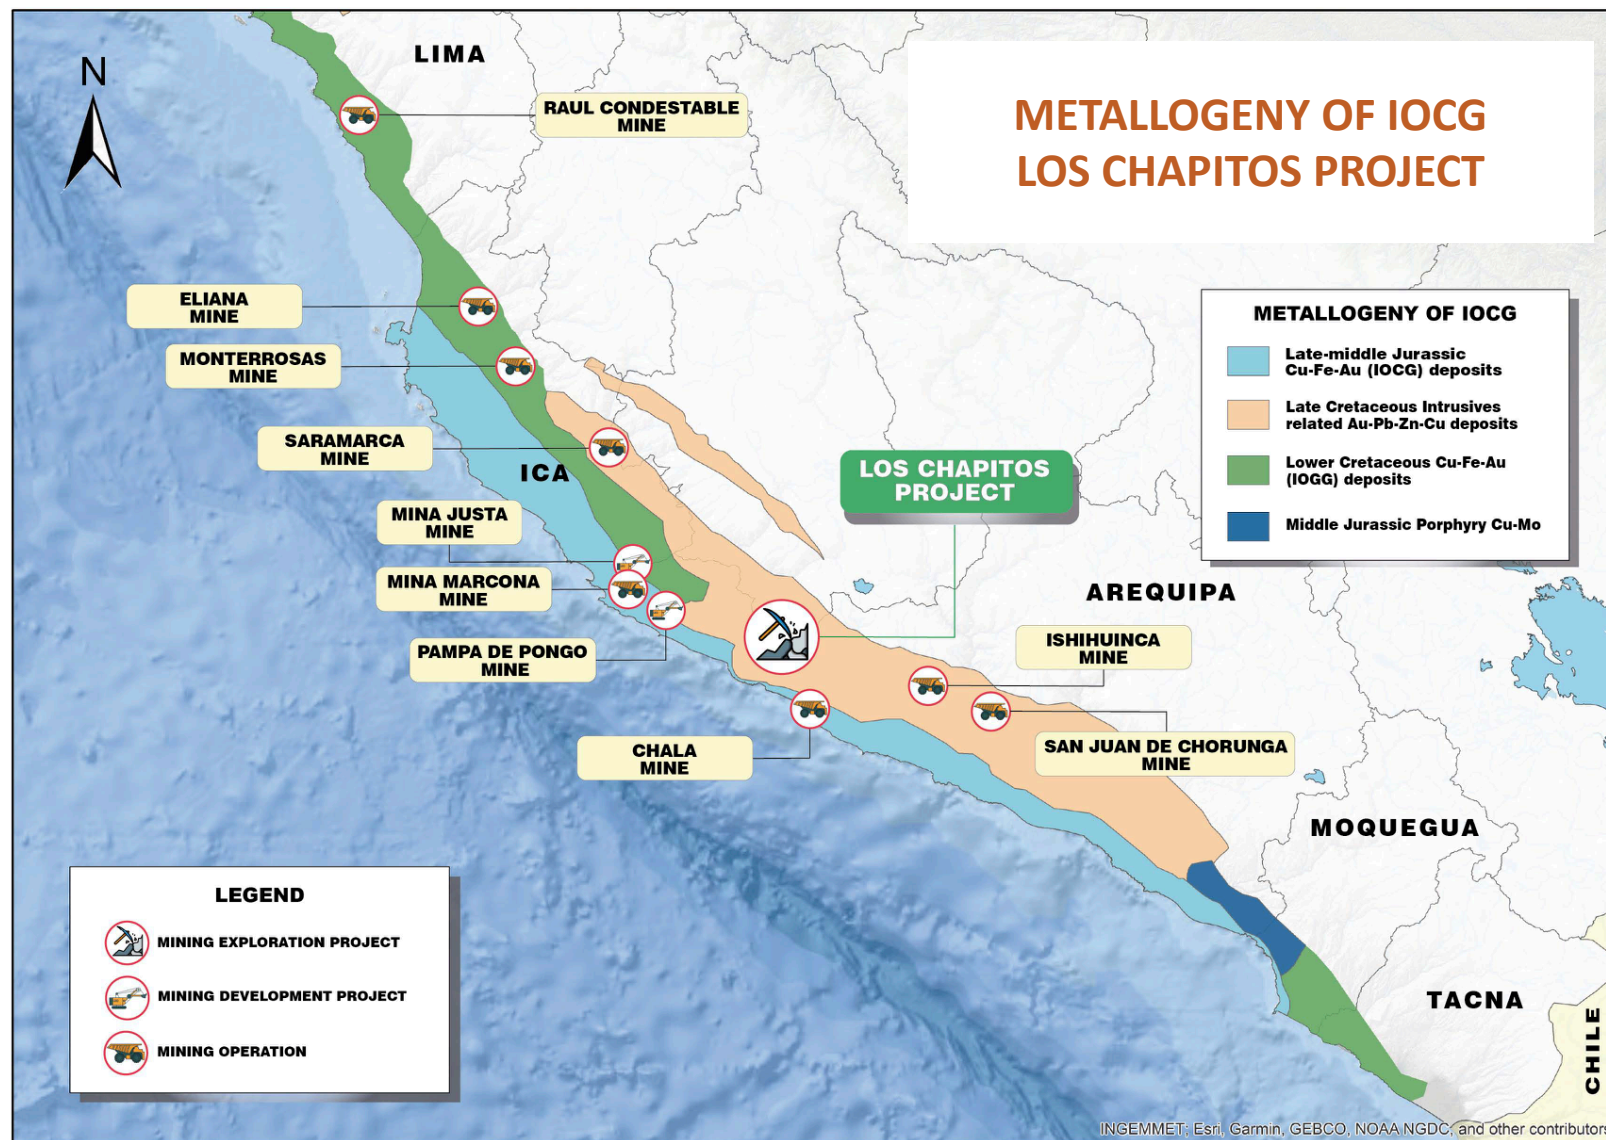 N
LIMA
METALLOGENY OF IOCG
LOS CHAPITOS PROJECT
RAUL CONDESTABLE
MINE
ELIANA
MINE
MONTERROSAS
MINE
SARAMARCA
MINE
ICA
MINA JUSTA
MINE
MINA MARCONA
MINE
PAMPA DE PONGO
MINE
CHALA
MINE
LOS CHAPITOS
PROJECT
METALLOGENY OF IOCG
Late-middle Jurassic
Cu-Fe-Au (IOCG) deposits
Late Cretaceous Intrusives
related Au-Pb-Zn-Cu deposits
Lower Cretaceous Cu-Fe-Au
(IOGG) deposits
Middle Jurassic Porphyry Cu-Mo
AREQUIPA
ISHIHUINCA
MINE
SAN JUAN DE CHORUNGA
MINE
MOQUEGUA
TACNA
CHILE
LEGEND
MINING EXPLORATION PROJECT
MINING DEVELOPMENT PROJECT
MINING OPERATION
INGEMMET; Esri, Garmin, GEBCO, NOAA NGDC, and other contributors